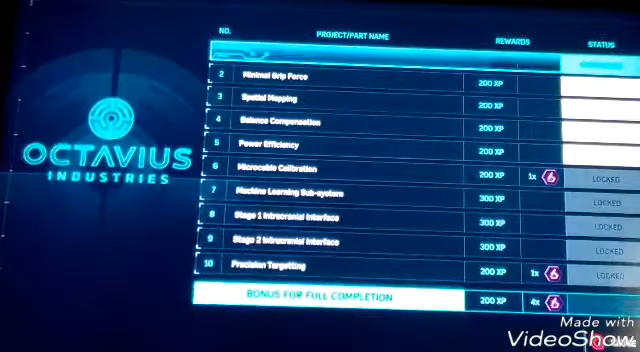 NO. PROJECT/PART NAME REWARDS STATUS
2 Minimal Grip Force 200 XP
3 Spatial Mapping 200 XP
4 Balance Compensation 200 XP
5 Power Efficiency 200 XP
6 Microcable Calibration 200 XP 1x 6 LOCKED
7 Machine Learning Sub-system 300 XP LOCKED
8 Stage 1 Intracranial Interface 300 XP LOCKED
9 Stage 2 Intracranial Interface 300 XP LOCKED
10 Precision Targetting 200 XP 1x 6 LOCKED
BONUS FOR FULL COMPLETION 200 XP 4x 6
OCTAVIUS
INDUSTRIES
Made with
VideoShow